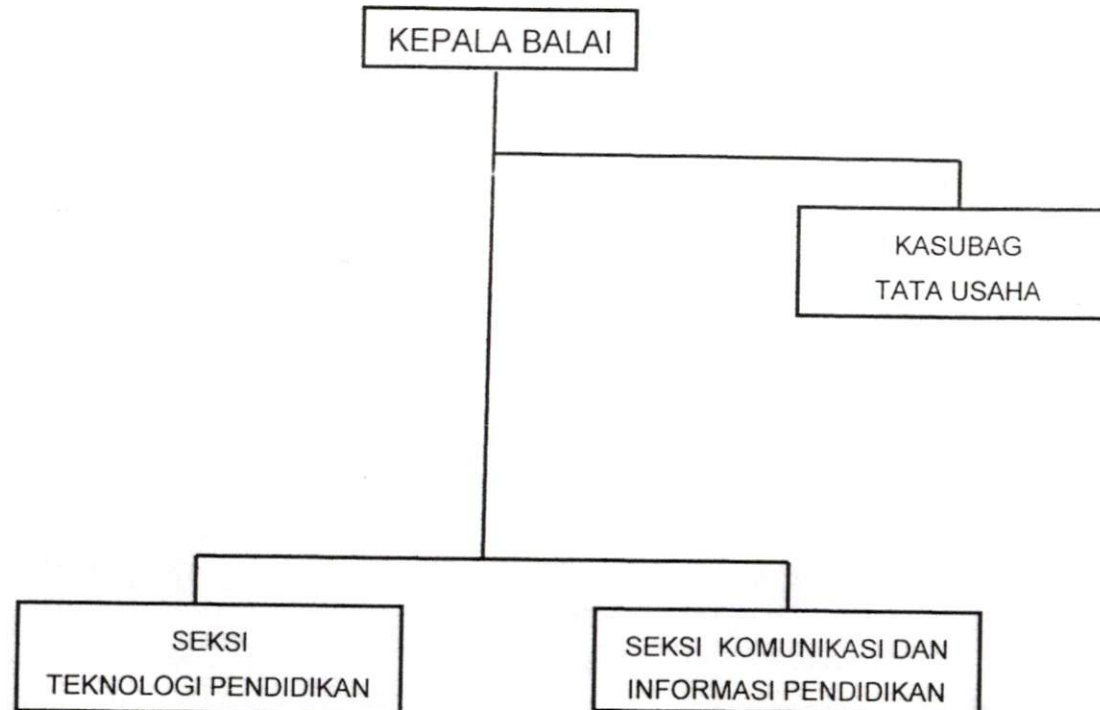 KEPALA BALAI
KASUBAG
TATA USAHA
SEKSI
TEKNOLOGI PENDIDIKAN
SEKSI KOMUNIKASI DAN
INFORMASI PENDIDIKAN